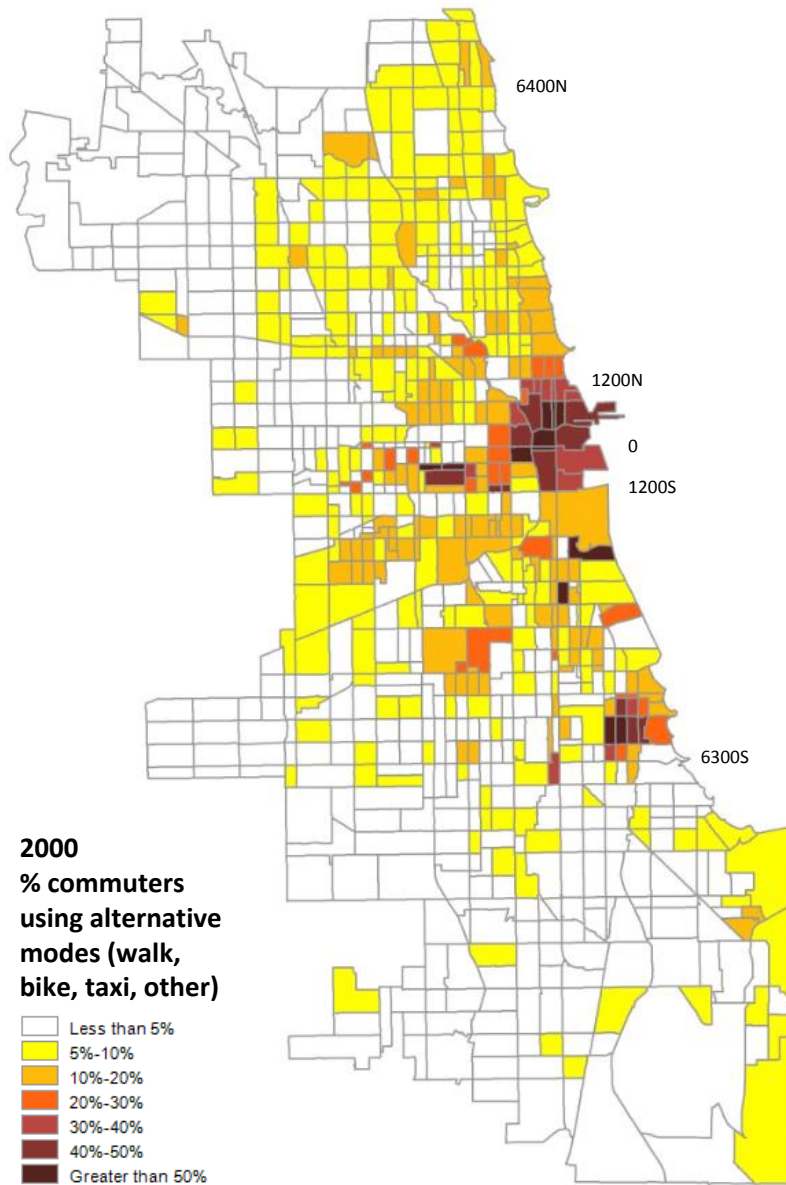 6400N
1200N
0
1200S
6300S
2000
% commuters
using alternative
modes (walk,
bike, taxi, other)
Less than 5%
5%-10%
10%-20%
20%-30%
30%-40%
40%-50%
Greater than 50%